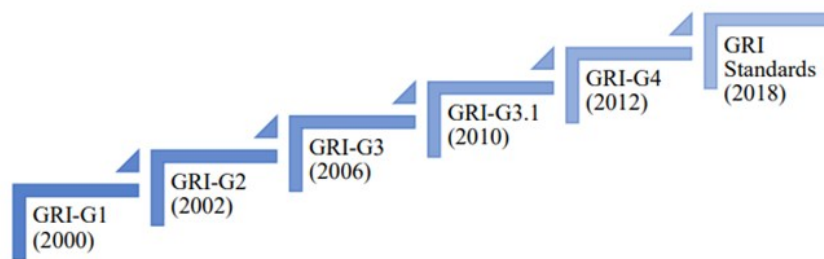 GRI-G1
(2000)
GRI-G2
(2002)
GRI-G3
(2006)
GRI-G3.1
(2010)
GRI-G4
(2012)
GRI
Standards
(2018)